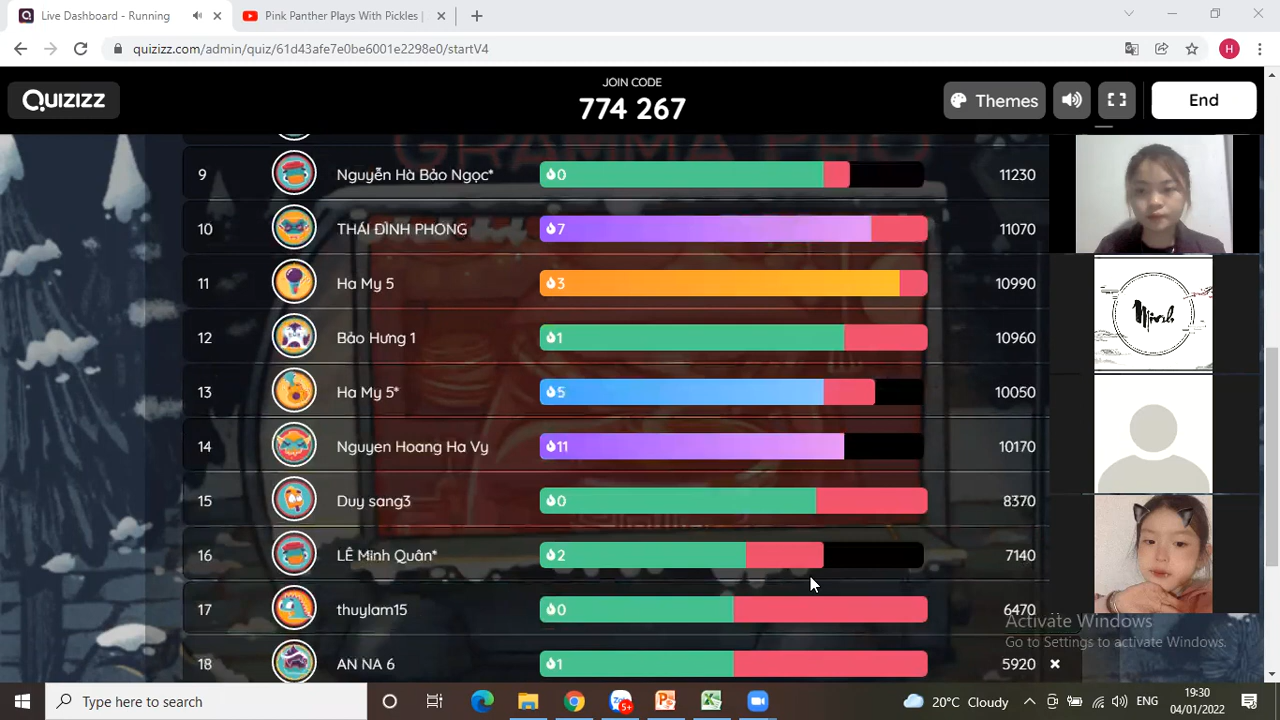 Live Dashboard - Running
Pink Panther Plays With Pickles |
quizizz.com/admin/quiz/61d43afe7e0be6001e2298e0/startV4
H
Quizizz
JOIN CODE
774 267
Themes
End
GRAMMA PRO
9 Nguyễn Hà Bảo Ngọc* 0 11230
10 THÁI ĐÌNH PHONG 7 11070
11 Ha My 5 3 10990
12 Bảo Hưng 1 1 10960
13 Ha My 5* 5 10050
14 Nguyen Hoang Ha Vy 11 10170
15 Duy sang3 0 8370
16 LÊ Minh Quân* 2 7140
17 thuylam15 0 6470
18 AN NA 6 1 5920
Minh
Activate Windows
Go to Settings to activate Windows.
Type here to search
5+
20°C Cloudy
ENG
19:30
04/01/2022